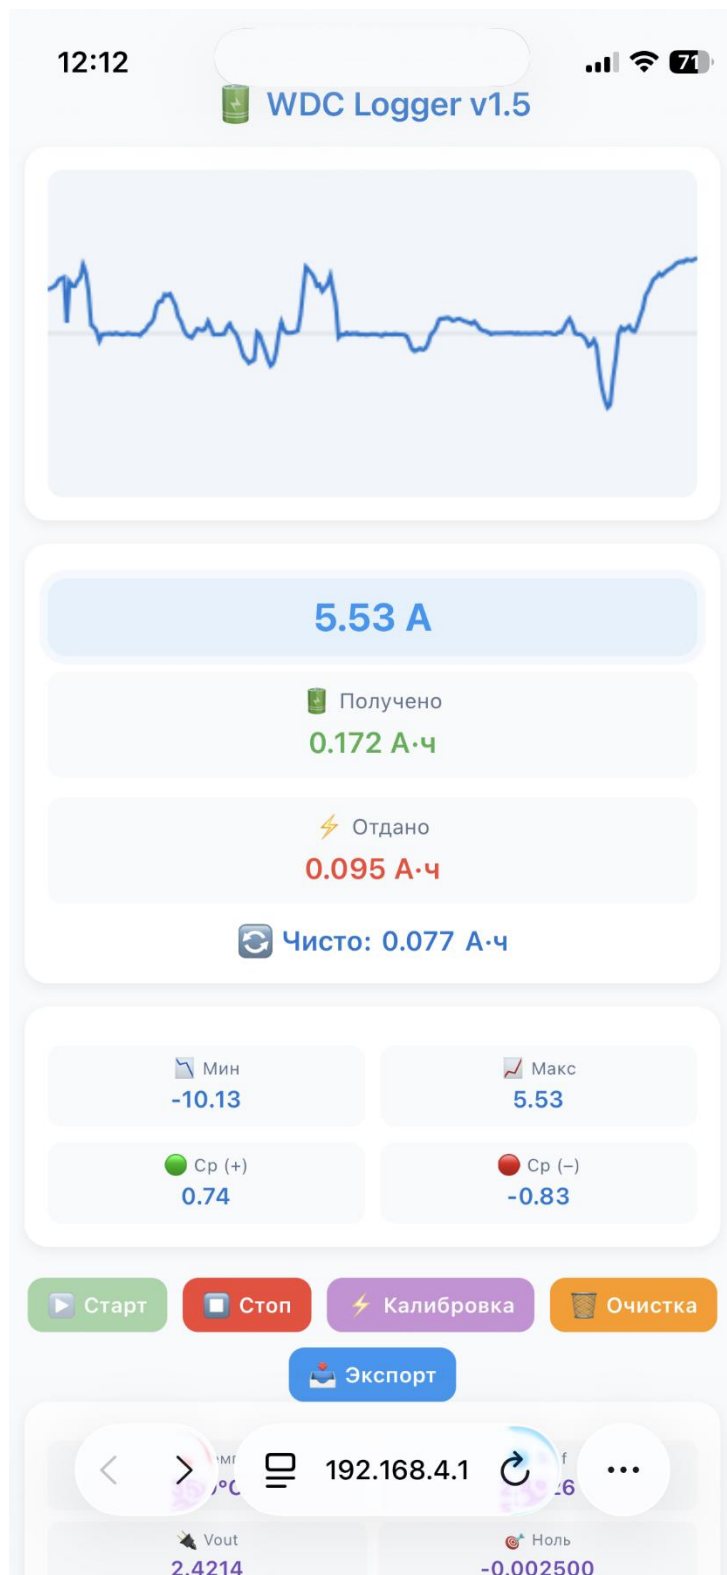 12:12
71
WDC Logger v1.5
5.53 A
Получено
0.172 А·ч
Отдано
0.095 А·ч
Чисто: 0.077 А·ч
Мин
-10.13
Макс
5.53
Ср (+)
0.74
Ср (–)
-0.83
Старт
Стоп
Калибровка
Очистка
Экспорт
192.168.4.1
Vout
2.4214
Ноль
-0.002500